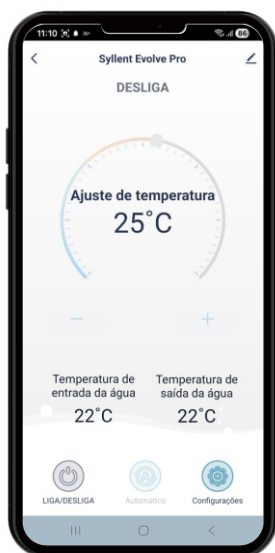 11:10
86
Syllent Evolve Pro
DESLIGA
Ajuste de temperatura
25°C
Temperatura de entrada da água
Temperatura de saída da água
22°C
22°C
LIGA/DESLIGA
Automático
Configurações